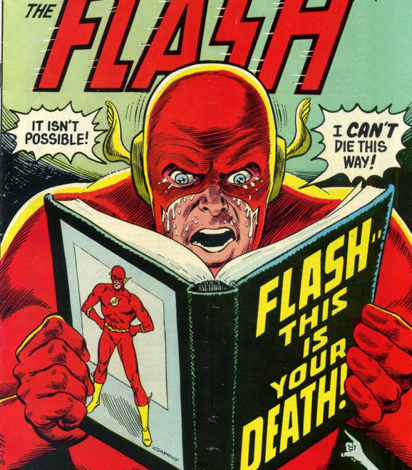 THE
FLASH
IT ISN'T
POSSIBLE!
I CAN'T
DIE THIS
WAY!
FLASH--
THIS
IS
YOUR
DEATH!